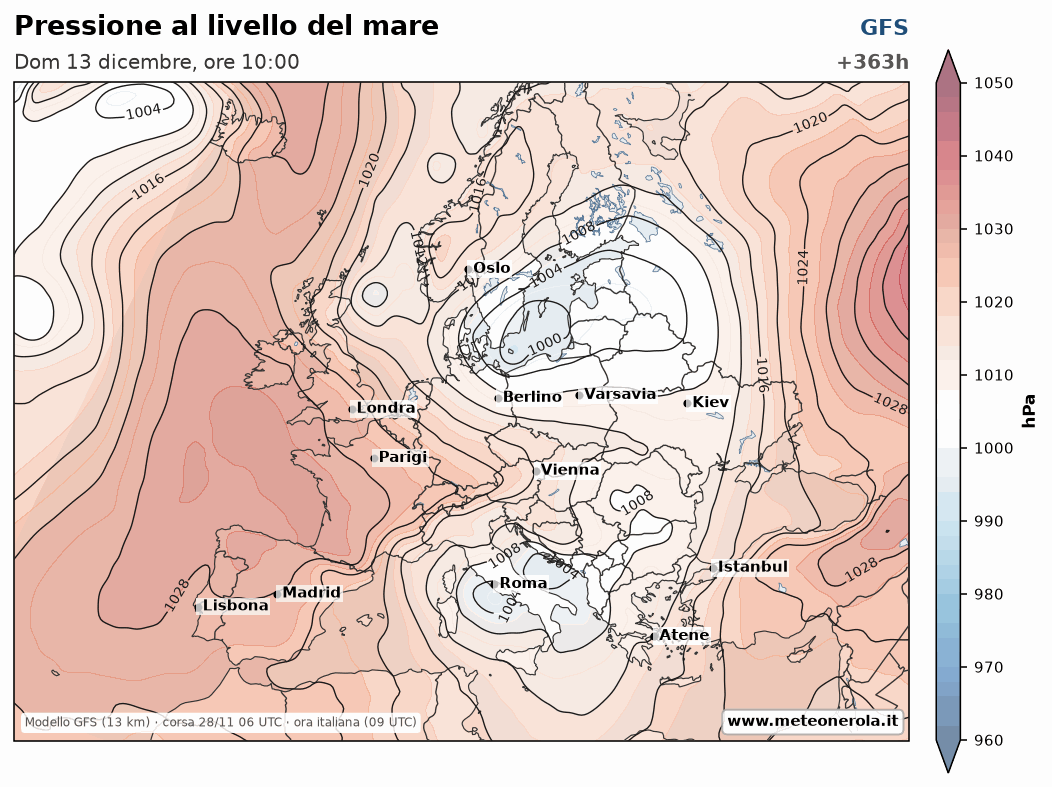 Pressione al livello del mare
GFS
Dom 13 dicembre, ore 10:00
+363h
1004
1020
1020
1016
1016
1008
1012
1024
1004
Oslo
1000
1016
1028
Londra
Berlino
Varsavia
Kiev
Parigi
Vienna
1008
1008
1004
Istanbul
1028
Roma
1028
Madrid
Lisbona
1004
Atene
Modello GFS (13 km) · corsa 28/11 06 UTC · ora italiana (09 UTC)
www.meteonerola.it
1050
1040
1030
1020
1010
1000
990
980
970
960
hPa